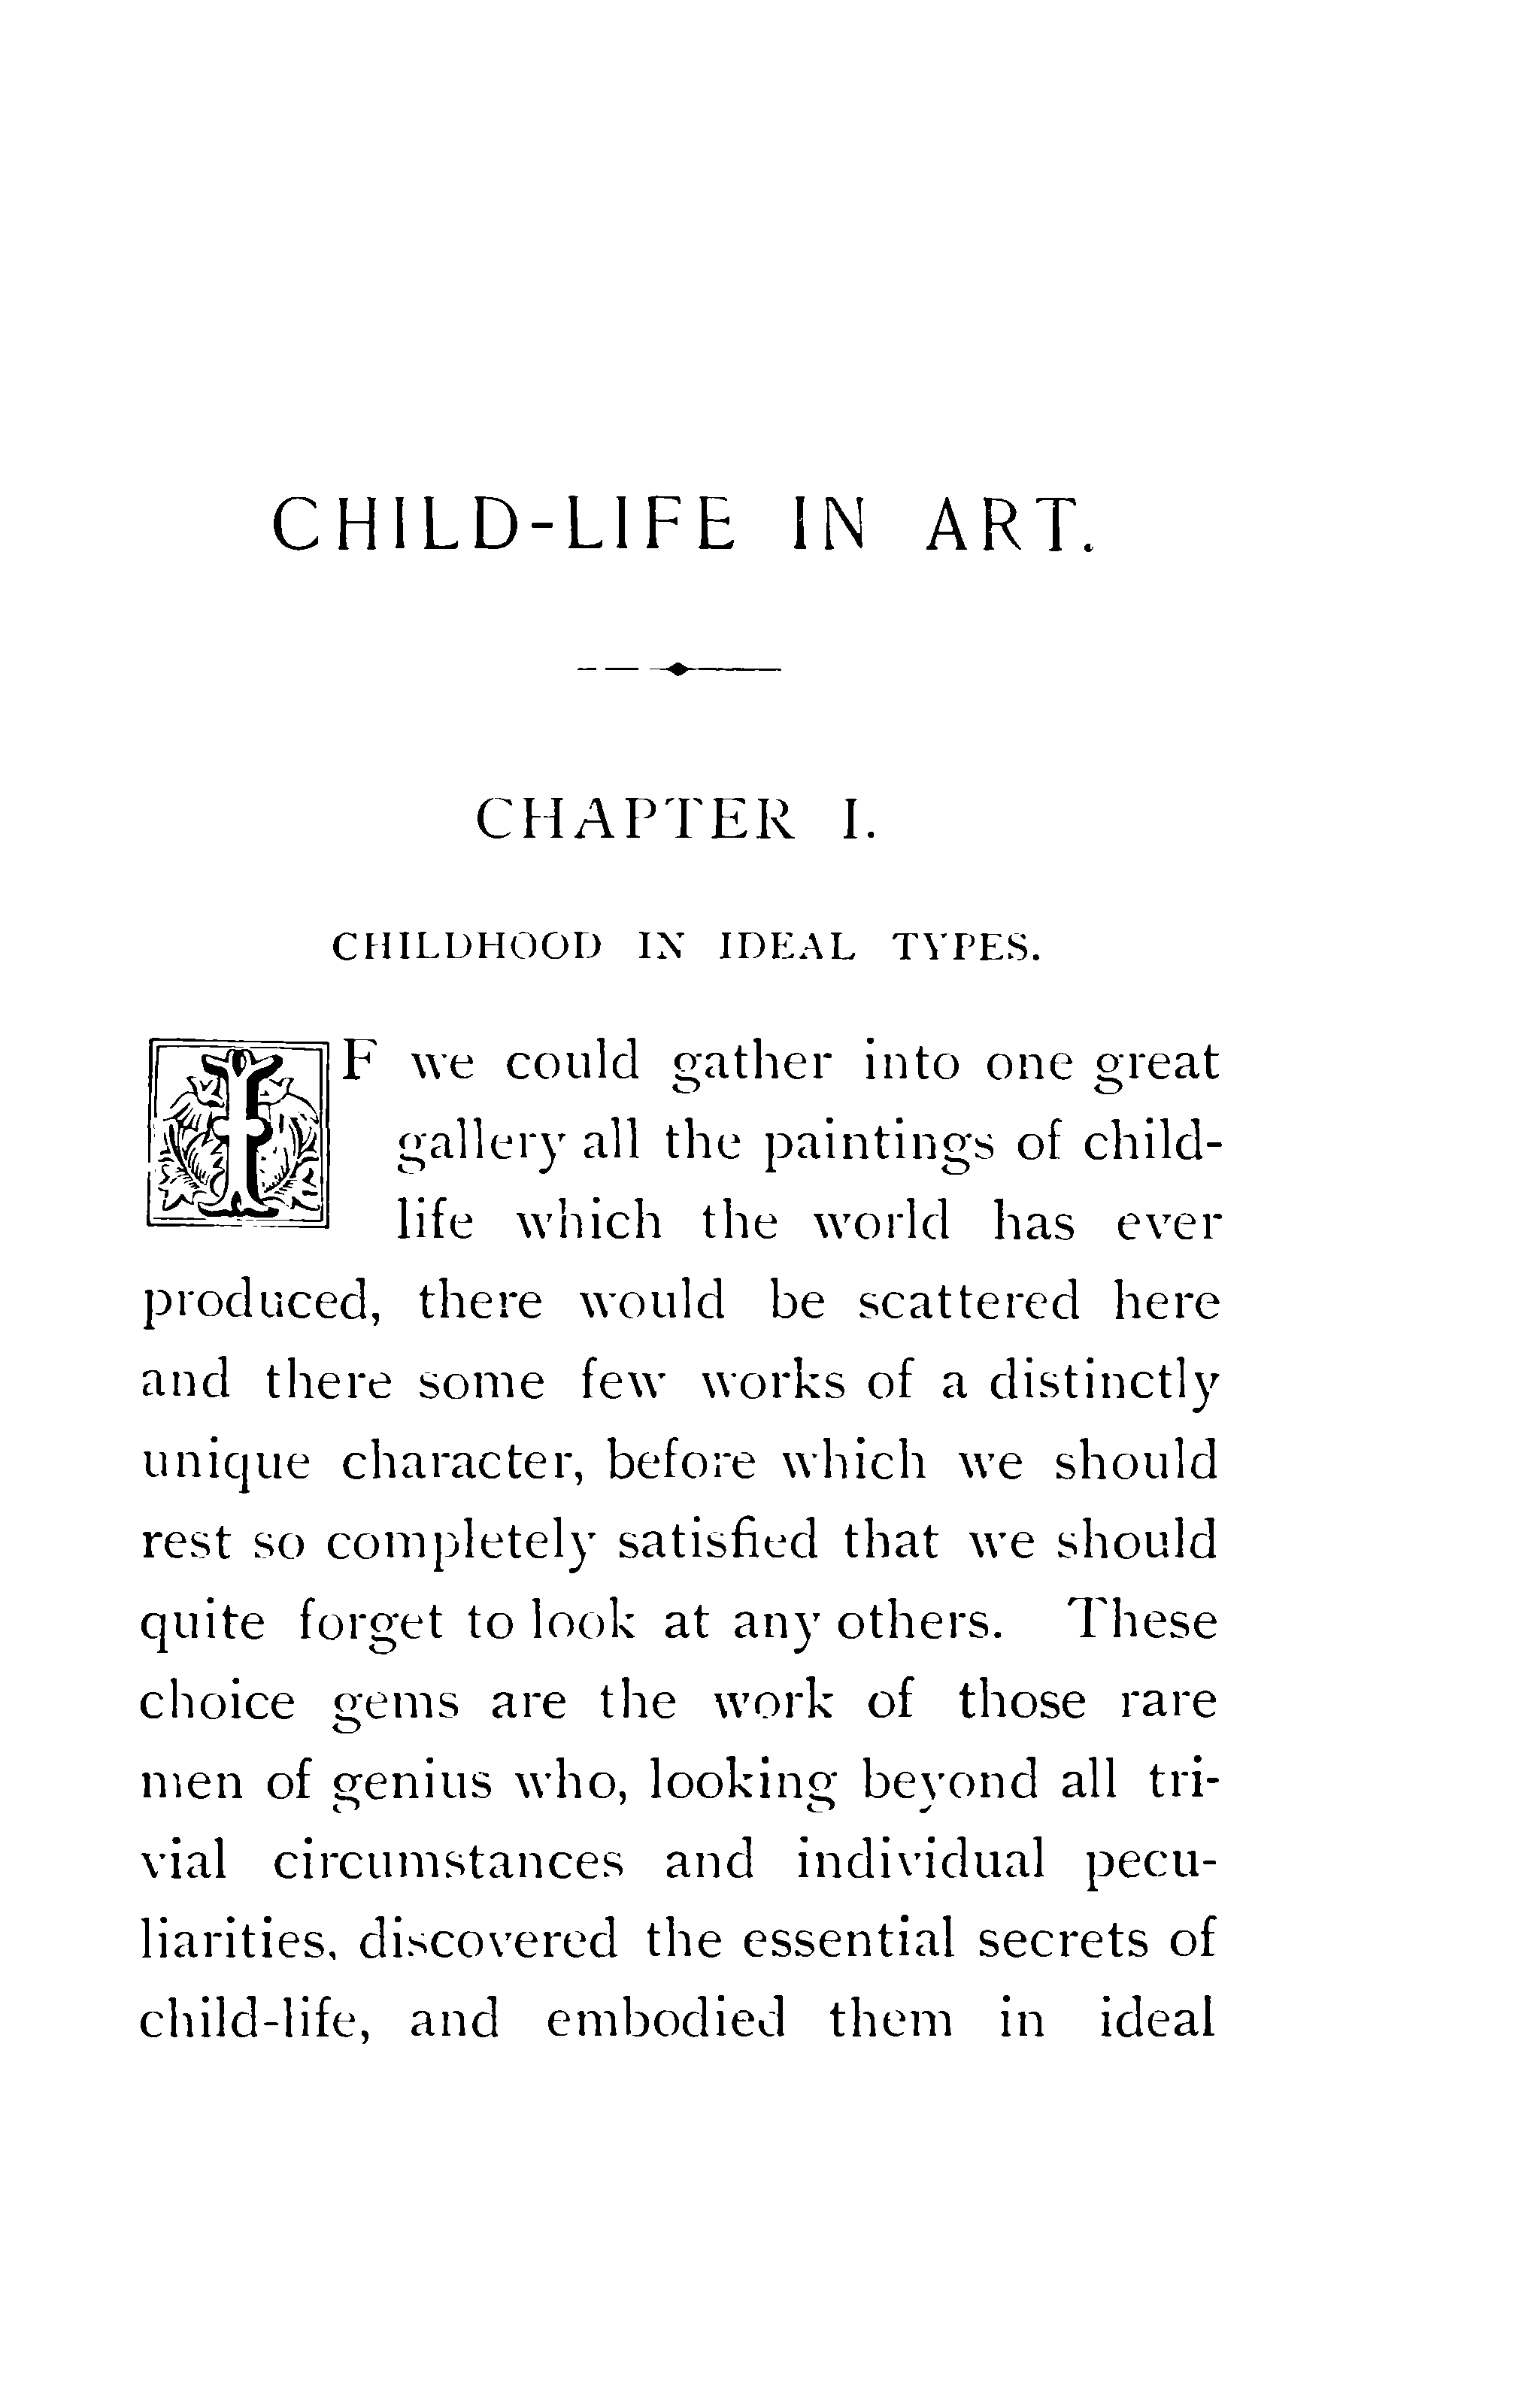 CHILD-LIFE IN ART.
CHAPTER I.
CHILDHOOD IN IDEAL TYPES.
IF we could gather into one great
gallery all the paintings of child-
life which the world has ever
produced, there would be scattered here
and there some few works of a distinctly
unique character, before which we should
rest so completely satisfied that we should
quite forget to look at any others. These
choice gems are the work of those rare
men of genius who, looking beyond all tri-
vial circumstances and individual pecu-
liarities, discovered the essential secrets of
child-life, and embodied them in ideal